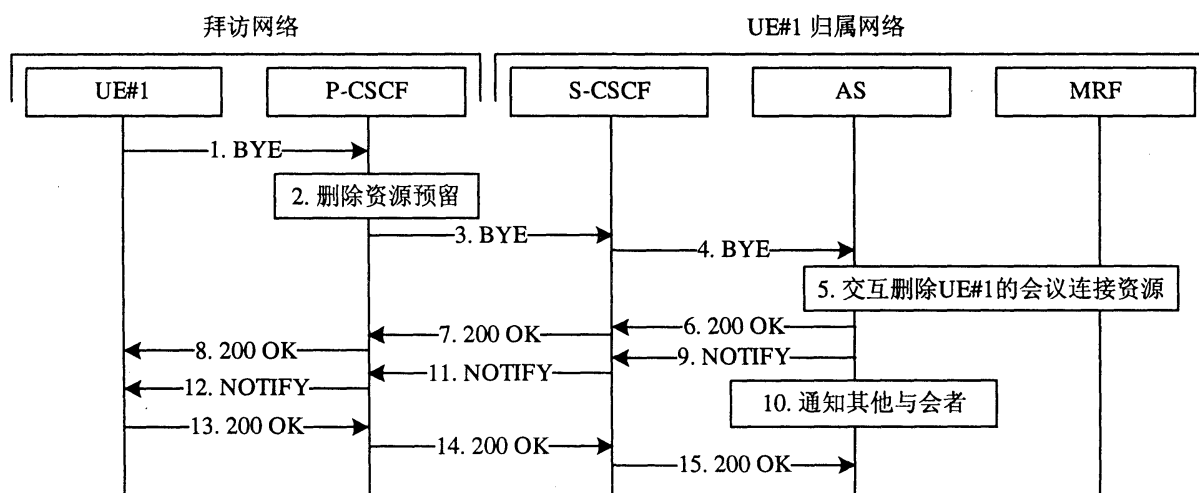 拜访网络
UE#1 归属网络
UE#1
P-CSCF
S-CSCF
AS
MRF
1. BYE
2. 删除资源预留
3. BYE
4. BYE
5. 交互删除UE#1的会议连接资源
6. 200 OK
7. 200 OK
8. 200 OK
9. NOTIFY
11. NOTIFY
12. NOTIFY
10. 通知其他与会者
13. 200 OK
14. 200 OK
15. 200 OK